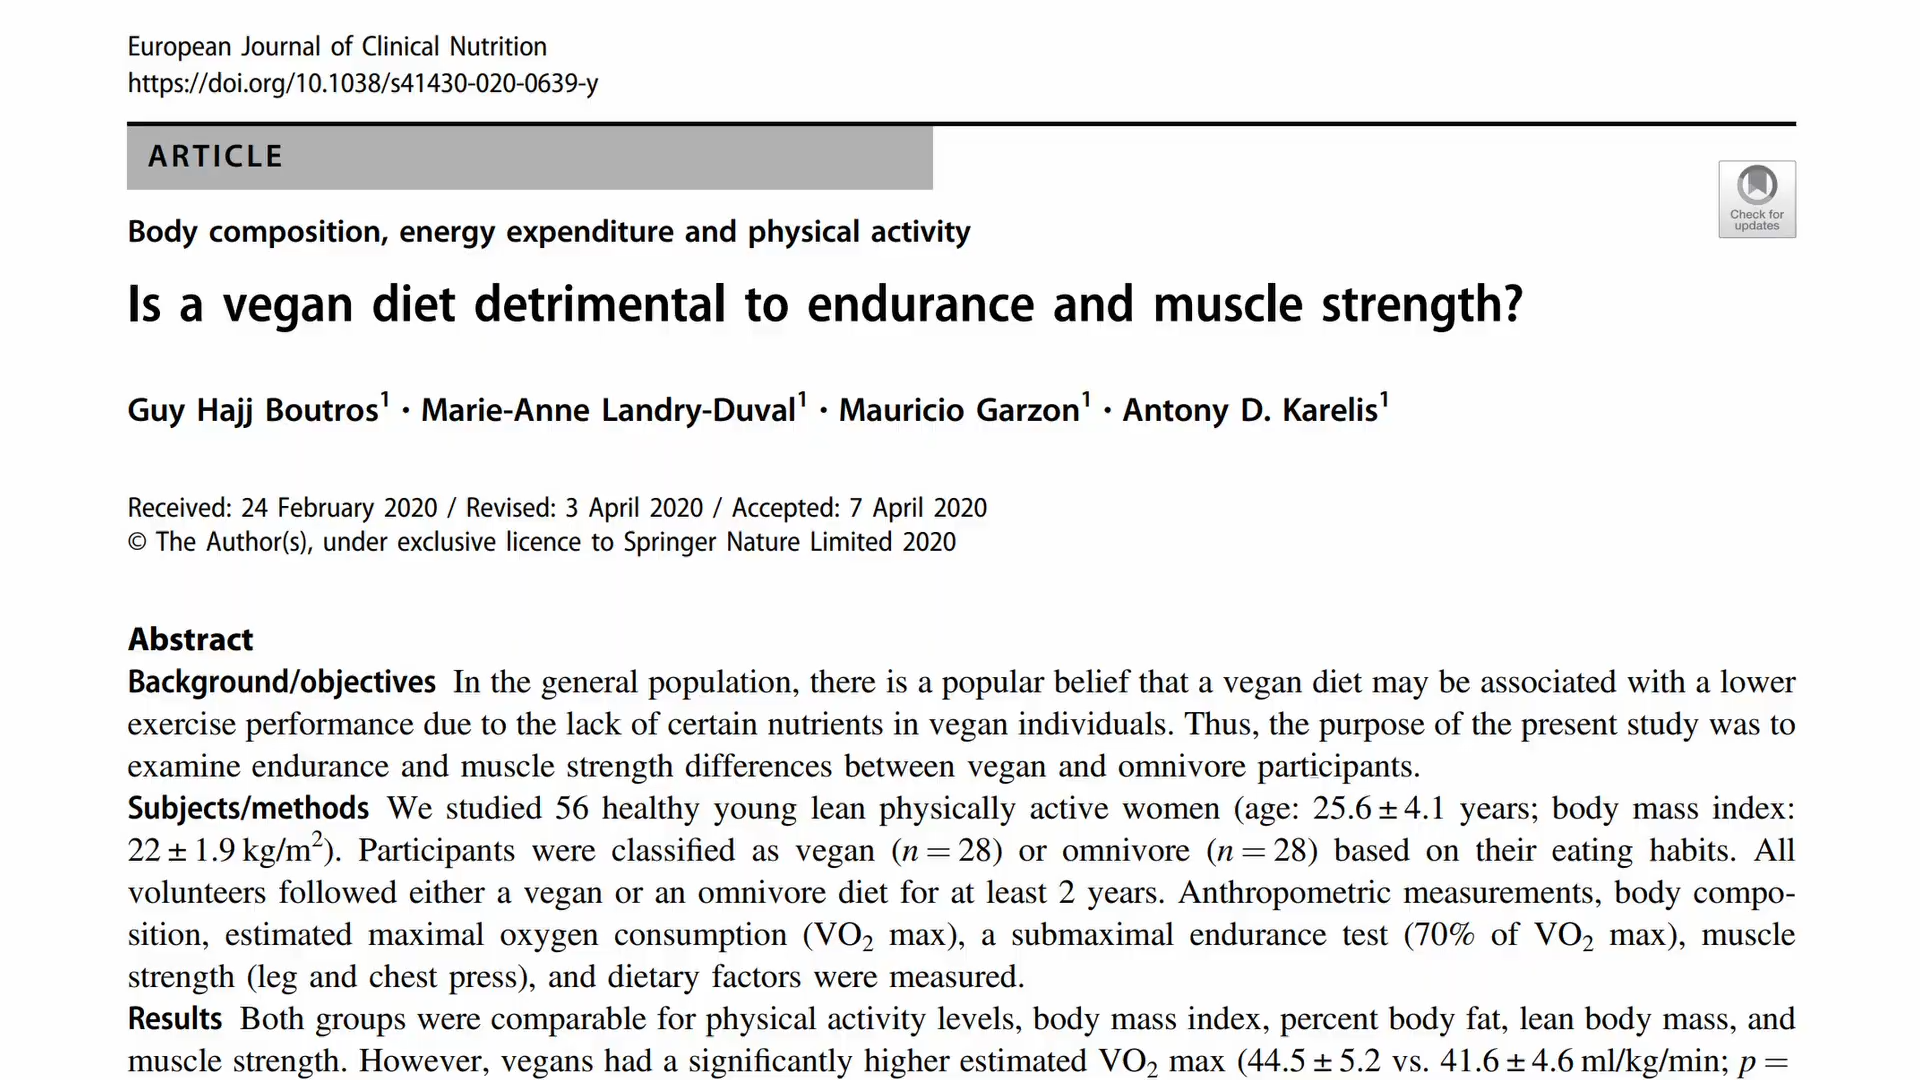 European Journal of Clinical Nutrition
https://doi.org/10.1038/s41430-020-0639-y
ARTICLE
Check for
updates
Body composition, energy expenditure and physical activity
Is a vegan diet detrimental to endurance and muscle strength?
Guy Hajj Boutros¹ · Marie-Anne Landry-Duval¹ · Mauricio Garzon¹ · Antony D. Karelis¹
Received: 24 February 2020 / Revised: 3 April 2020 / Accepted: 7 April 2020
© The Author(s), under exclusive licence to Springer Nature Limited 2020
Abstract
Background/objectives In the general population, there is a popular belief that a vegan diet may be associated with a lower
exercise performance due to the lack of certain nutrients in vegan individuals. Thus, the purpose of the present study was to
examine endurance and muscle strength differences between vegan and omnivore participants.
Subjects/methods We studied 56 healthy young lean physically active women (age: 25.6 ± 4.1 years; body mass index:
22 ± 1.9 kg/m²). Participants were classified as vegan (n = 28) or omnivore (n = 28) based on their eating habits. All
volunteers followed either a vegan or an omnivore diet for at least 2 years. Anthropometric measurements, body compo-
sition, estimated maximal oxygen consumption (VO₂ max), a submaximal endurance test (70% of VO₂ max), muscle
strength (leg and chest press), and dietary factors were measured.
Results Both groups were comparable for physical activity levels, body mass index, percent body fat, lean body mass, and
muscle strength. However, vegans had a significantly higher estimated VO₂ max (44.5 ± 5.2 vs. 41.6 ± 4.6 ml/kg/min; p =